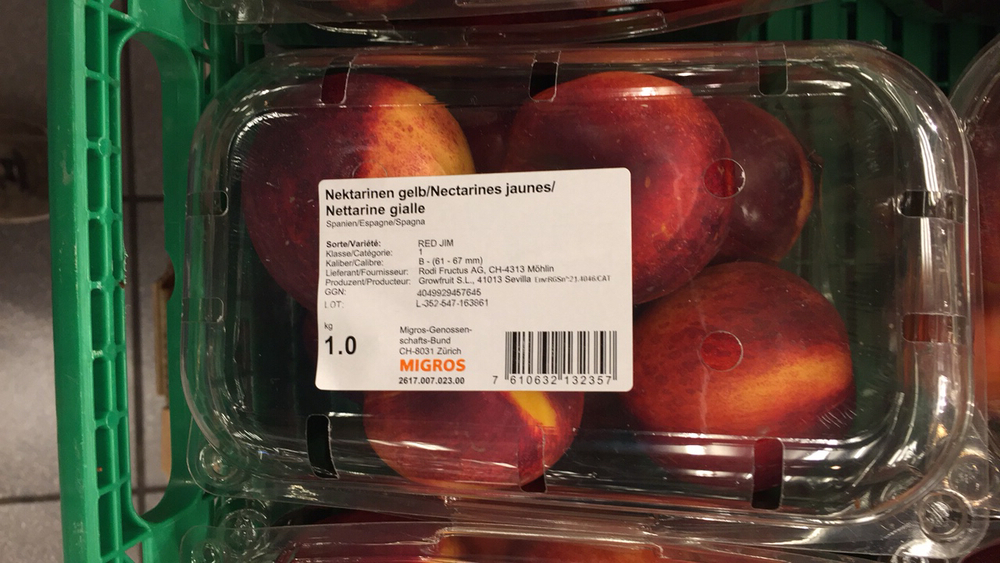 Nektarinen gelb/Nectarines jaunes/
Nettarine gialle
Spanien/Espagne/Spagna
Sorte/Variété: RED JIM
Klasse/Catégorie: 1
Kaliber/Calibre: B - (61 - 67 mm)
Lieferant/Fournisseur: Rodi Fructus AG, CH-4313 Möhlin
Produzent/Producteur: Growfruit S.L., 41013 Sevilla
GGN: 4049929457645
LOT: L-352-547-163861
kg
1.0
Migros-Genossen-
schafts-Bund
CH-8031 Zürich
MIGROS
2617.007.023.00
7 610632 132357